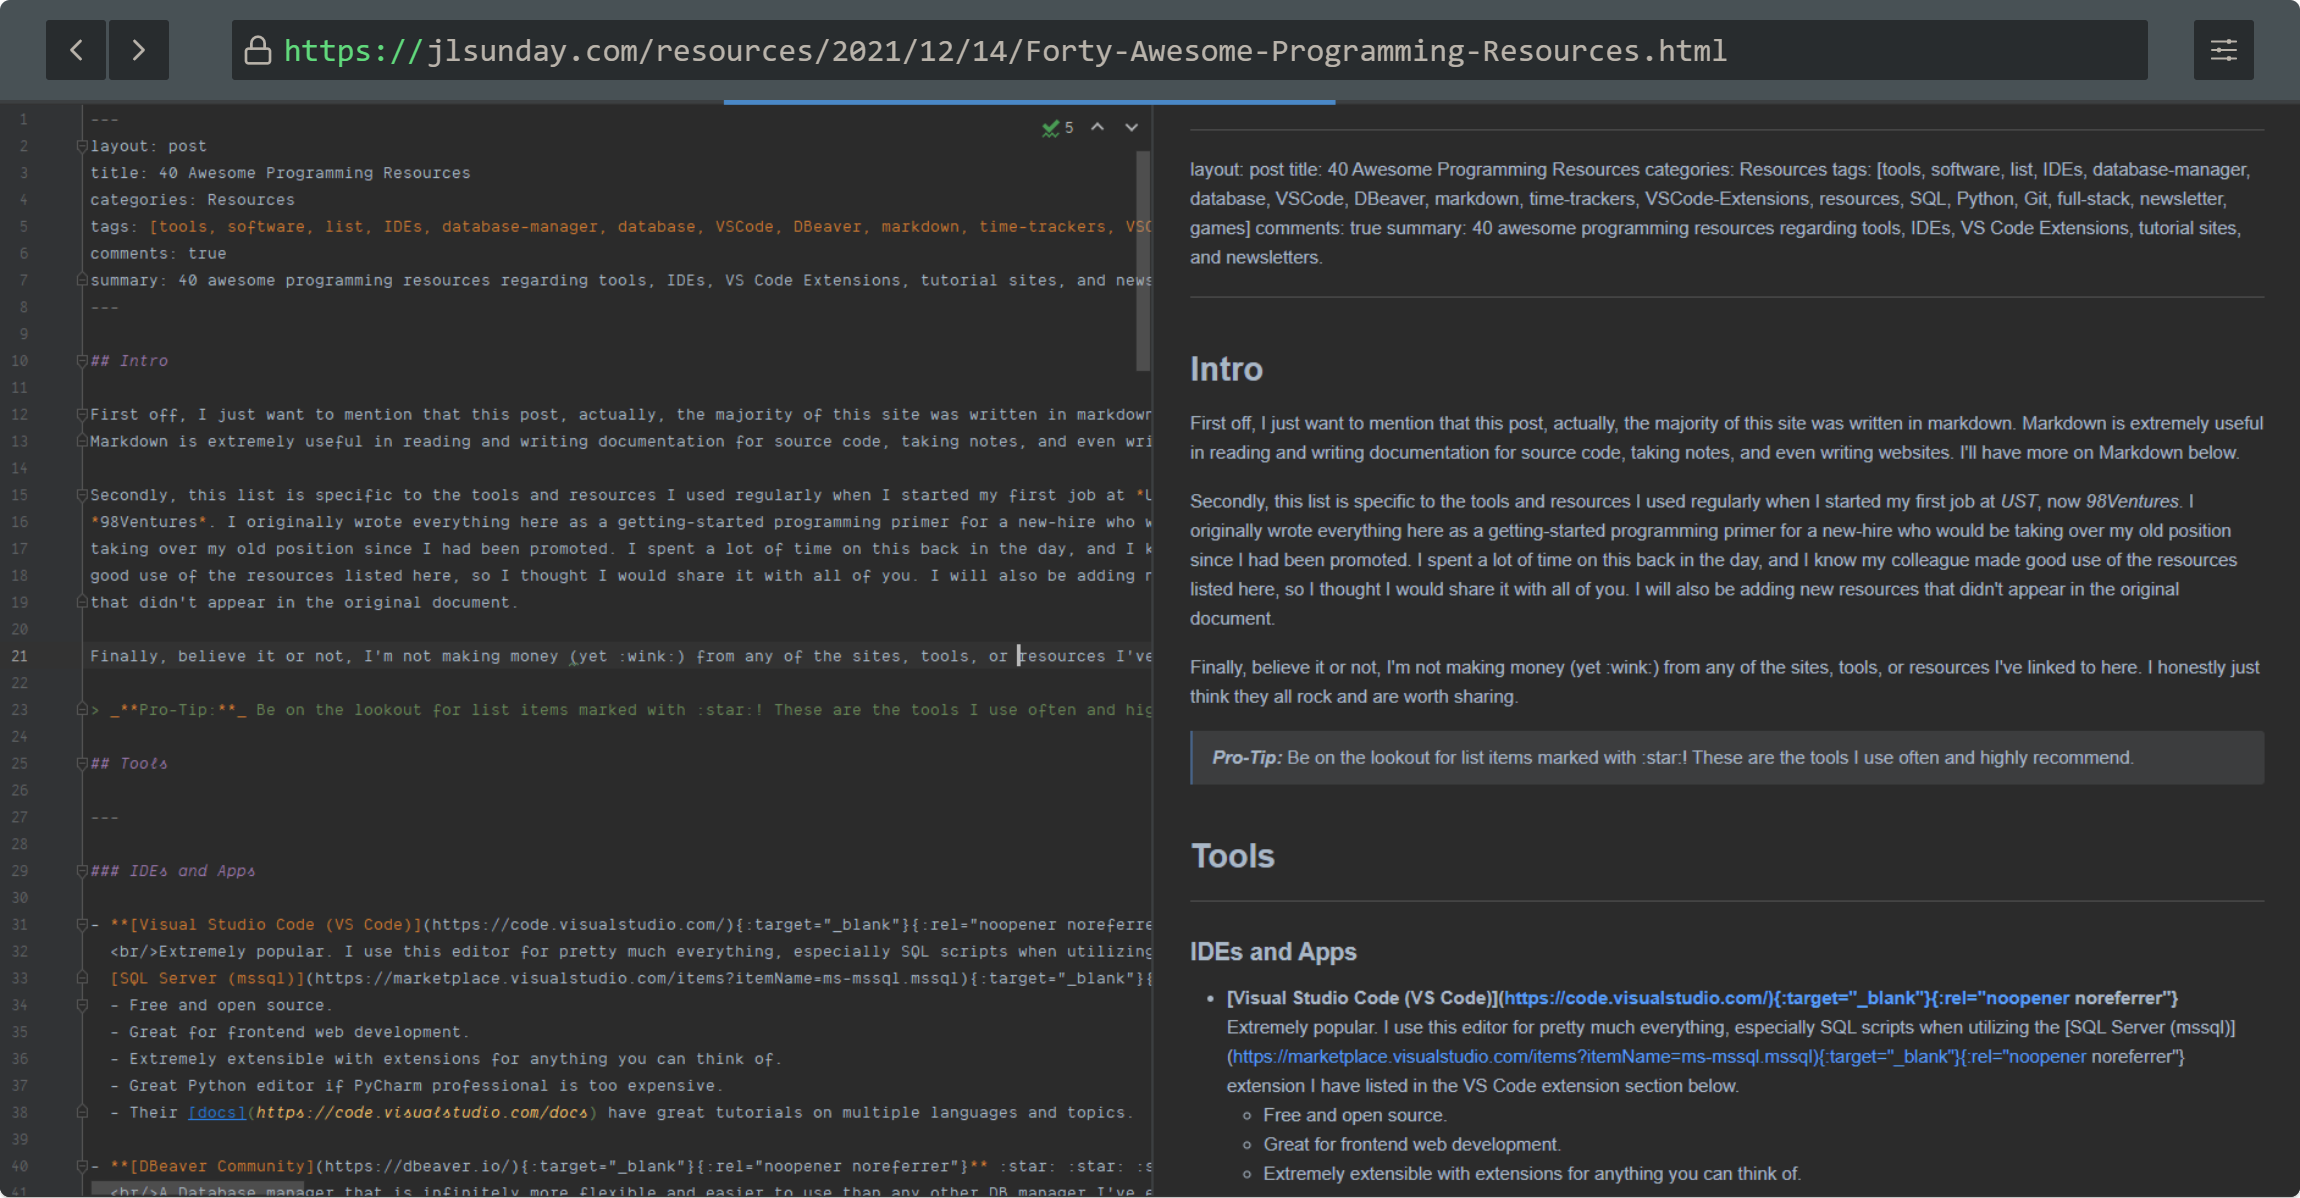 https://jlsunday.com/resources/2021/12/14/Forty-Awesome-Programming-Resources.html
5
1 ---
2 layout: post
3 title: 40 Awesome Programming Resources
4 categories: Resources
5 tags: [tools, software, list, IDEs, database-manager, database, VSCode, DBeaver, markdown, time-trackers, VSC
6 comments: true
7 summary: 40 awesome programming resources regarding tools, IDEs, VS Code Extensions, tutorial sites, and news
8 ---
9
10 ## Intro
11
12 First off, I just want to mention that this post, actually, the majority of this site was written in markdown
13 Markdown is extremely useful in reading and writing documentation for source code, taking notes, and even wri
14
15 Secondly, this list is specific to the tools and resources I used regularly when I started my first job at *U
16 *98Ventures*. I originally wrote everything here as a getting-started programming primer for a new-hire who w
17 taking over my old position since I had been promoted. I spent a lot of time on this back in the day, and I k
18 good use of the resources listed here, so I thought I would share it with all of you. I will also be adding n
19 that didn't appear in the original document.
20
21 Finally, believe it or not, I'm not making money (yet :wink:) from any of the sites, tools, or resources I've
22
23 > _**Pro-Tip:**_ Be on the lookout for list items marked with :star:! These are the tools I use often and hig
24
25 ## Tools
26
27 ---
28
29 ### IDEs and Apps
30
31 - **[Visual Studio Code (VS Code)](https://code.visualstudio.com/){:target="_blank"}{:rel="noopener noreferre
32 <br/>Extremely popular. I use this editor for pretty much everything, especially SQL scripts when utilizing
33 [SQL Server (mssql)](https://marketplace.visualstudio.com/items?itemName=ms-mssql.mssql){:target="_blank"}{
34 - Free and open source.
35 - Great for frontend web development.
36 - Extremely extensible with extensions for anything you can think of.
37 - Great Python editor if PyCharm professional is too expensive.
38 - Their [docs](https://code.visualstudio.com/docs) have great tutorials on multiple languages and topics.
39
40 - **[DBeaver Community](https://dbeaver.io/){:target="_blank"}{:rel="noopener noreferrer"}** :star: :star: :s
41 <br/>A Database manager that is infinitely more flexible and easier to use than any other DB manager I've e
layout: post title: 40 Awesome Programming Resources categories: Resources tags: [tools, software, list, IDEs, database-manager,
database, VSCode, DBeaver, markdown, time-trackers, VSCode-Extensions, resources, SQL, Python, Git, full-stack, newsletter,
games] comments: true summary: 40 awesome programming resources regarding tools, IDEs, VS Code Extensions, tutorial sites,
and newsletters.
Intro
First off, I just want to mention that this post, actually, the majority of this site was written in markdown. Markdown is extremely useful
in reading and writing documentation for source code, taking notes, and even writing websites. I'll have more on Markdown below.
Secondly, this list is specific to the tools and resources I used regularly when I started my first job at UST, now 98Ventures. I
originally wrote everything here as a getting-started programming primer for a new-hire who would be taking over my old position
since I had been promoted. I spent a lot of time on this back in the day, and I know my colleague made good use of the resources
listed here, so I thought I would share it with all of you. I will also be adding new resources that didn't appear in the original
document.
Finally, believe it or not, I'm not making money (yet :wink:) from any of the sites, tools, or resources I've linked to here. I honestly just
think they all rock and are worth sharing.
Pro-Tip: Be on the lookout for list items marked with :star:! These are the tools I use often and highly recommend.
Tools
IDEs and Apps
• [Visual Studio Code (VS Code)](https://code.visualstudio.com/){:target="_blank"}{:rel="noopener noreferrer"}
Extremely popular. I use this editor for pretty much everything, especially SQL scripts when utilizing the [SQL Server (mssql)]
(https://marketplace.visualstudio.com/items?itemName=ms-mssql.mssql){:target="_blank"}{:rel="noopener noreferrer"}
extension I have listed in the VS Code extension section below.
◦ Free and open source.
◦ Great for frontend web development.
◦ Extremely extensible with extensions for anything you can think of.